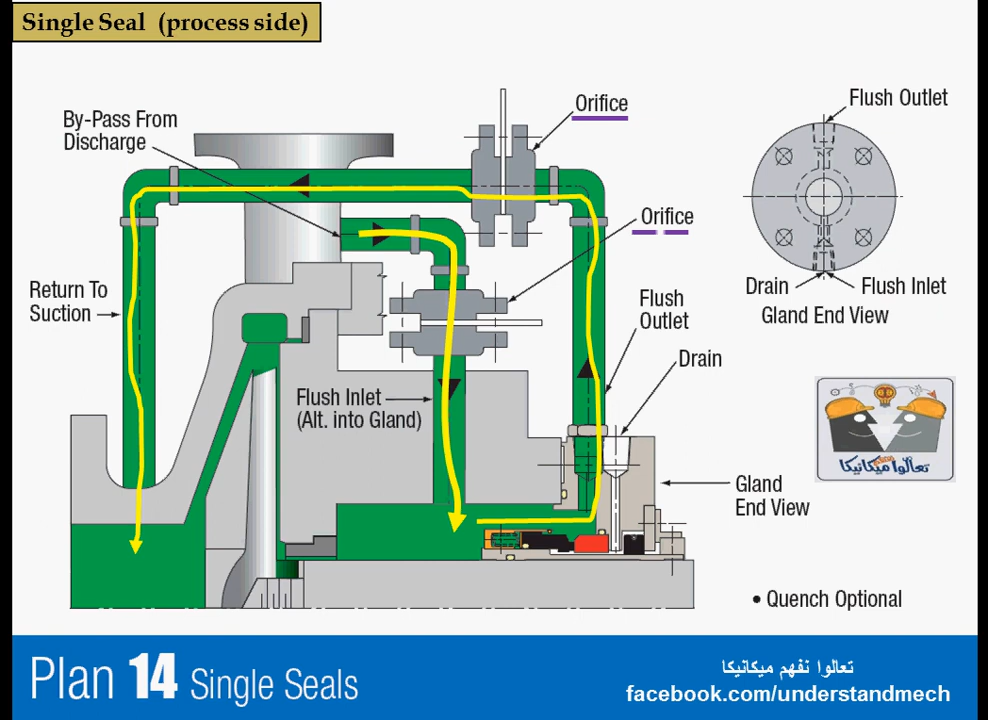 Single Seal (process side)
By-Pass From
Discharge
Orifice
Flush Outlet
Orifice
Return To
Suction
Flush
Outlet
Drain
Drain
Flush Inlet
Gland End View
Flush Inlet
(Alt. into Gland)
تعالوا نفهم ميكانيكا
Gland
End View
• Quench Optional
Plan 14 Single Seals
تعالوا نفهم ميكانيكا
facebook.com/understandmech